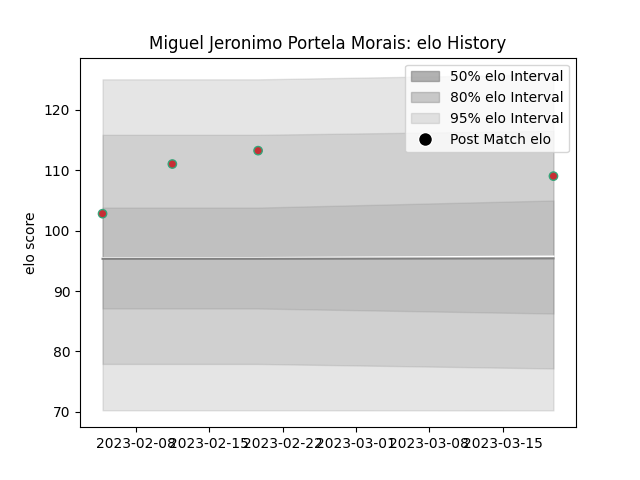 Miguel Jeronimo Portela Morais: elo History
50% elo Interval
80% elo Interval
95% elo Interval
Post Match elo
elo score
120
110
100
90
80
70
2023-02-08
2023-02-15
2023-02-22
2023-03-01
2023-03-08
2023-03-15